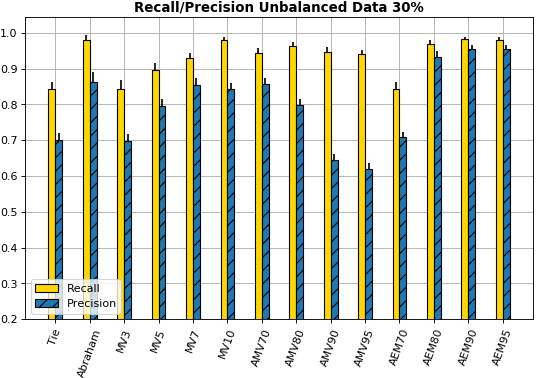 Recall/Precision Unbalanced Data 30%
1.0
0.9
0.8
0.7
0.6
0.5
0.4
0.3
0.2
Recall
Precision
Tie
Abraham
MV3
MV5
MV7
MV10
AMV70
AMV80
AMV90
AMV95
AEM70
AEM80
AEM90
AEM95